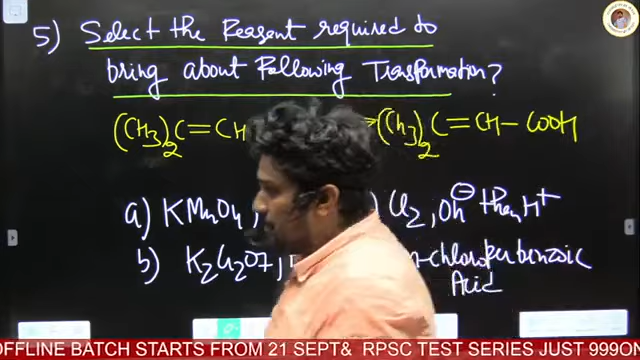 5) Select the Reagent required to
bring about Following Transformation?
(CH3)2C=CH (Ch3)2C=CH-COOH
a) KMnO4, Cl2, OH⊖ then H+
b) K2Cr2O7, m-chloroperbenzoic
Acid
OFFLINE BATCH STARTS FROM 21 SEPT& RPSC TEST SERIES JUST 999ON